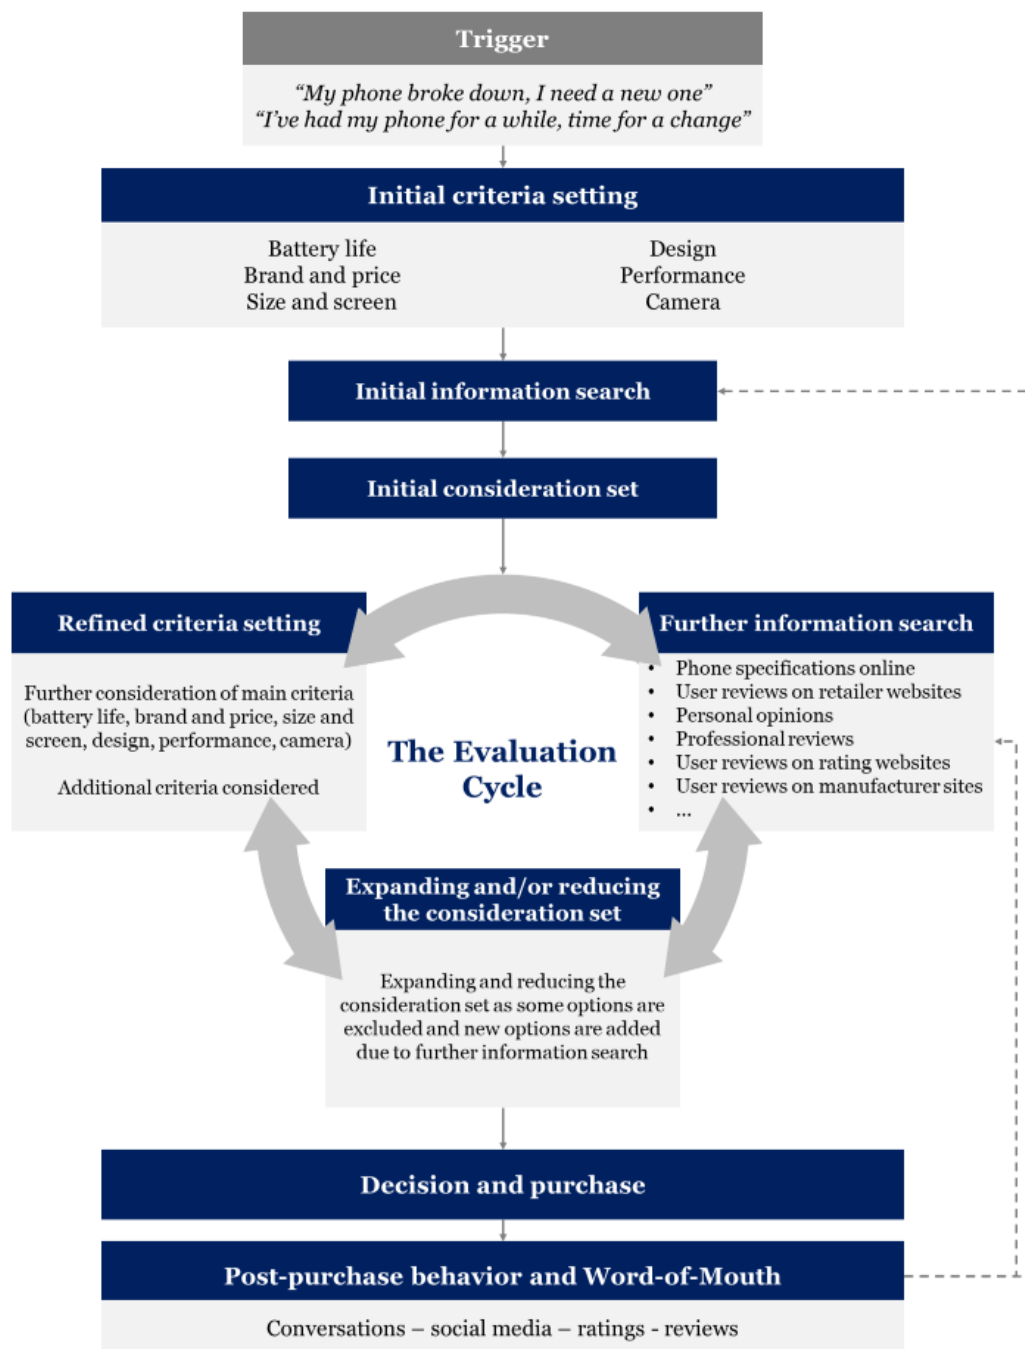 Trigger
“My phone broke down, I need a new one”
“I’ve had my phone for a while, time for a change”
Initial criteria setting
Battery life
Brand and price
Size and screen
Design
Performance
Camera
Initial information search
Initial consideration set
Refined criteria setting
Further consideration of main criteria
(battery life, brand and price, size and
screen, design, performance, camera)
Additional criteria considered
The Evaluation
Cycle
Further information search
• Phone specifications online
• User reviews on retailer websites
• Personal opinions
• Professional reviews
• User reviews on rating websites
• User reviews on manufacturer sites
• ...
Expanding and/or reducing
the consideration set
Expanding and reducing the
consideration set as some options are
excluded and new options are added
due to further information search
Decision and purchase
Post-purchase behavior and Word-of-Mouth
Conversations – social media – ratings - reviews